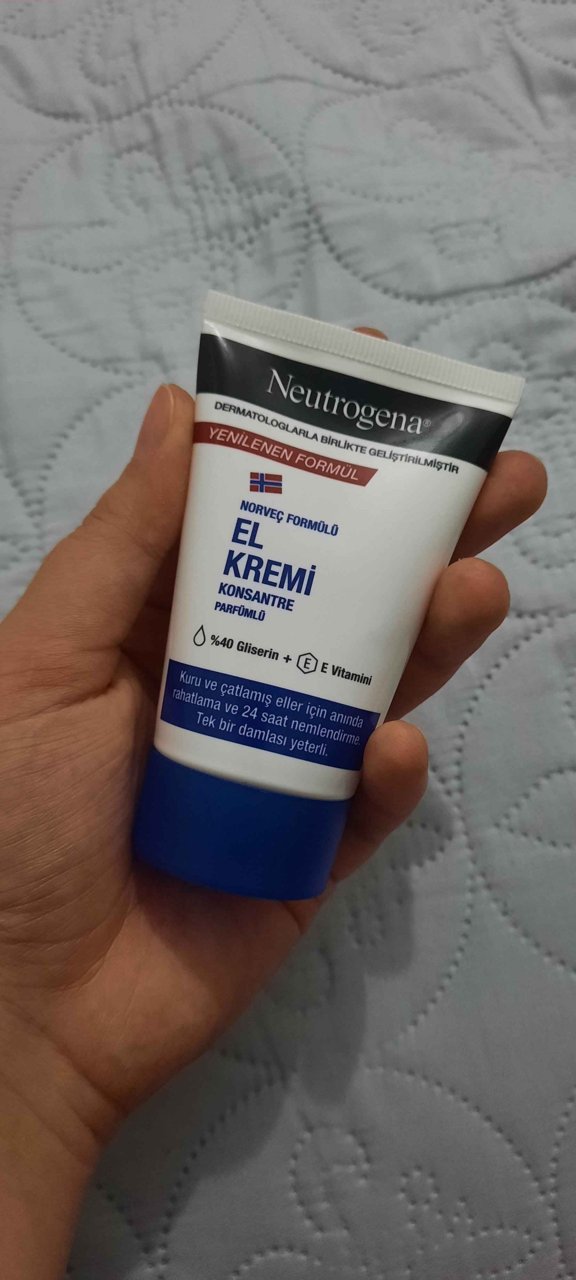 Neutrogena®
DERMATOLOGLARLA BİRLİKTE GELİŞTİRİLMİŞTİR
YENİLENEN FORMÜL
NORVEÇ FORMÜLÜ
EL
KREMİ
KONSANTRE
PARFÜMLÜ
%40 Gliserin + E E Vitamini
Kuru ve çatlamış eller için anında
rahatlama ve 24 saat nemlendirme.
Tek bir damlası yeterli.